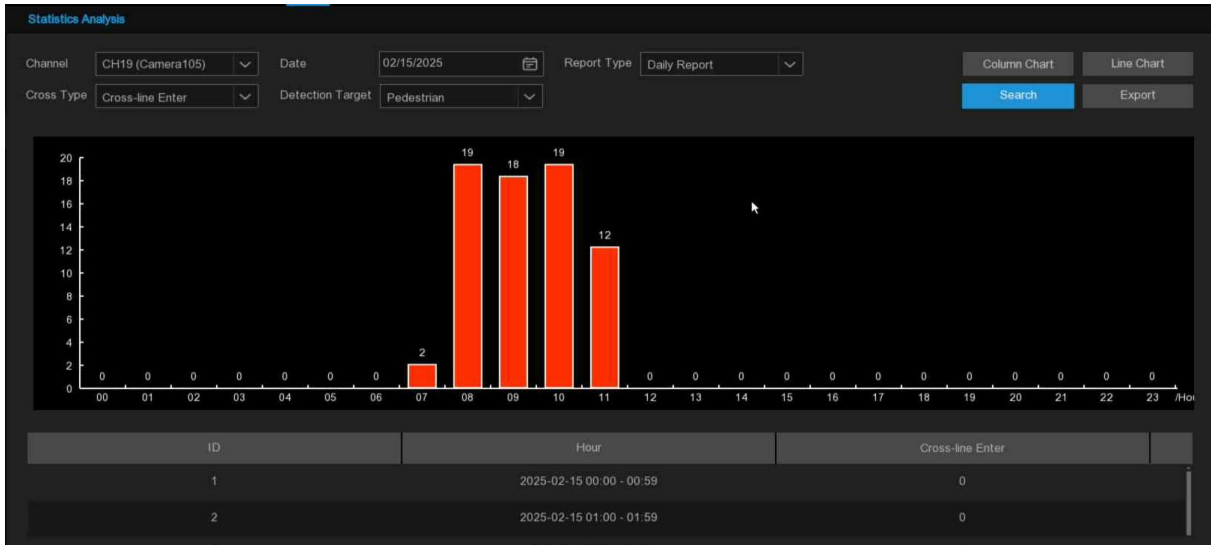 Statistics Analysis
Channel CH19 (Camera105) Date 02/15/2025 Report Type Daily Report Column Chart Line Chart
Cross Type Cross-line Enter Detection Target Pedestrian Search Export
20
18
16
14
12
10
8
6
4
2
0
0 0 0 0 0 0 0 2 19 18 19 12 0 0 0 0 0 0 0 0 0 0 0 0
00 01 02 03 04 05 06 07 08 09 10 11 12 13 14 15 16 17 18 19 20 21 22 23 /Hou
ID Hour Cross-line Enter
1 2025-02-15 00:00 - 00:59 0
2 2025-02-15 01:00 - 01:59 0